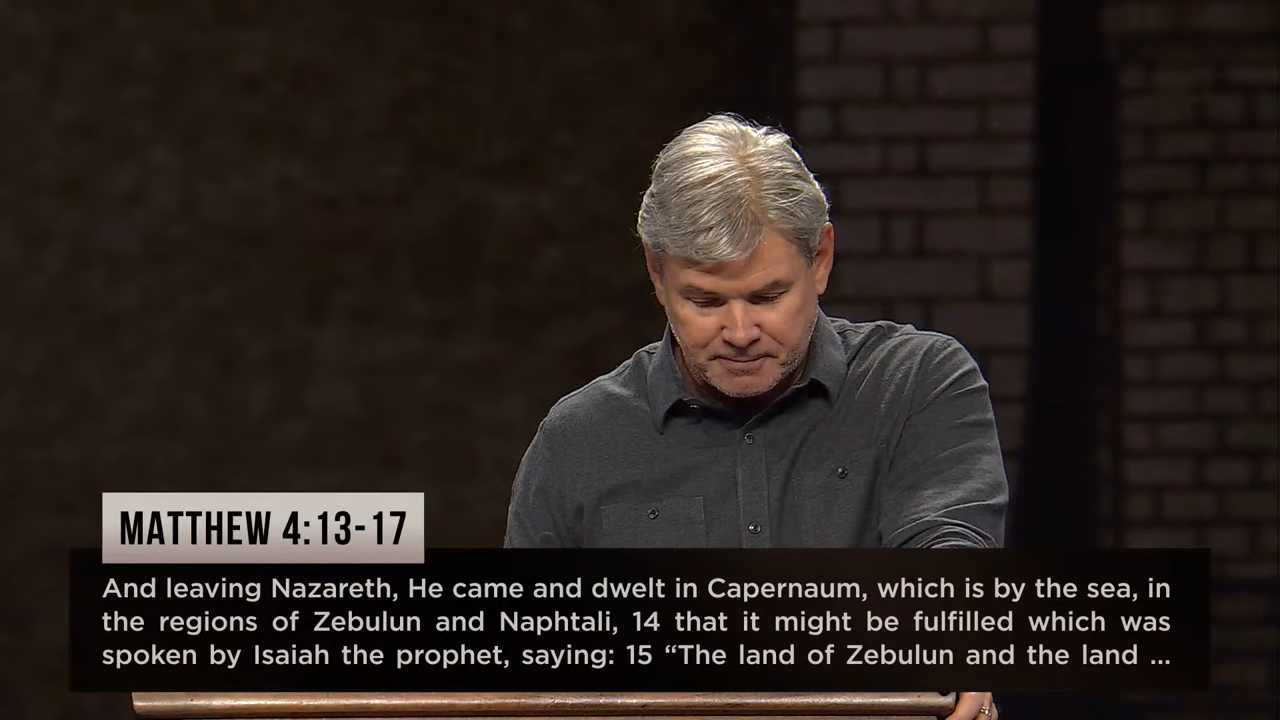 MATTHEW 4:13-17
And leaving Nazareth, He came and dwelt in Capernaum, which is by the sea, in
the regions of Zebulun and Naphtali, 14 that it might be fulfilled which was
spoken by Isaiah the prophet, saying: 15 “The land of Zebulun and the land ...